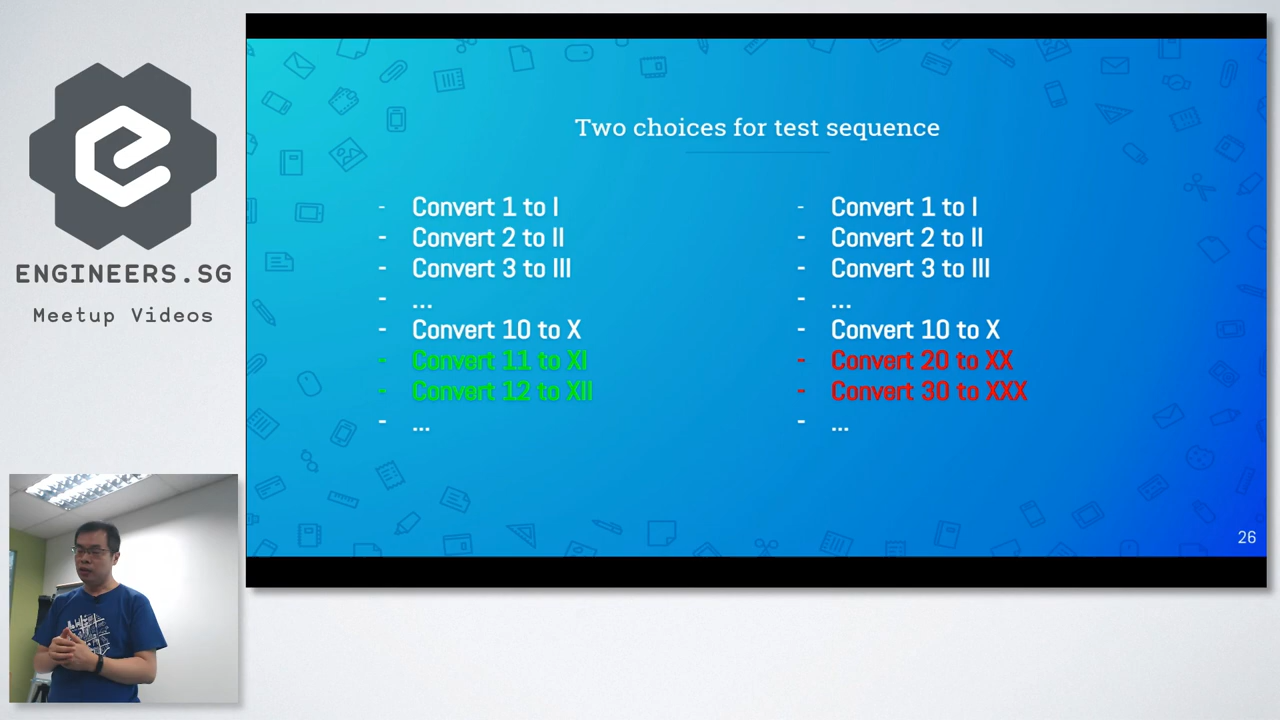 ENGINEERS.SG
Meetup Videos
Two choices for test sequence
- Convert 1 to I
- Convert 2 to II
- Convert 3 to III
- ...
- Convert 10 to X
- Convert 11 to XI
- Convert 12 to XII
- ...
- Convert 1 to I
- Convert 2 to II
- Convert 3 to III
- ...
- Convert 10 to X
- Convert 20 to XX
- Convert 30 to XXX
- ...
26